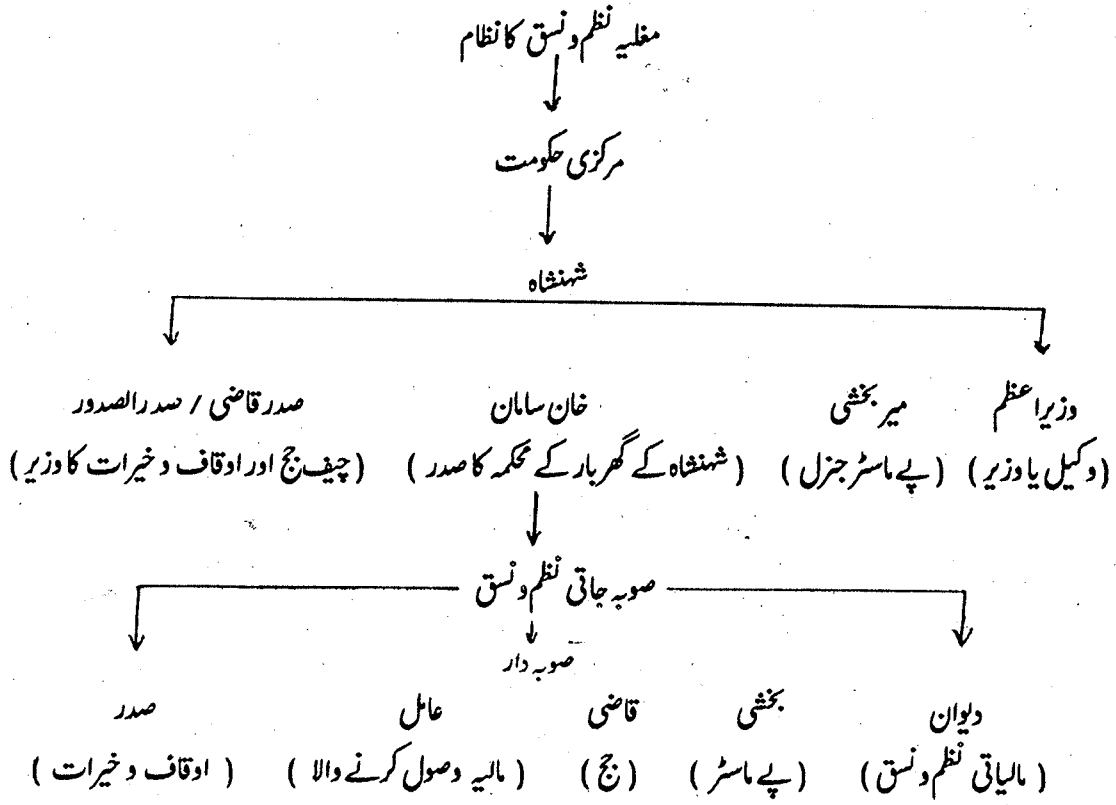 مغلیہ نظم و نسق کا نظام
مرکزی حکومت
شہنشاہ
وزیراعظم میر بخشی خان سامان صدر قاضی / صدر الصدور
(وکیل یا وزیر) (پے ماسٹر جنرل) (شہنشاہ کے گھر بار کے محکمہ کا صدر) (چیف جج اور اوقاف و خیرات کا وزیر)
صوبہ جاتی نظم و نسق
صوبہ دار
دیوان بخشی قاضی عامل صدر
(مالیاتی نظم و نسق) (پے ماسٹر) (جج) (مالیہ وصول کرنے والا) (اوقاف و خیرات)